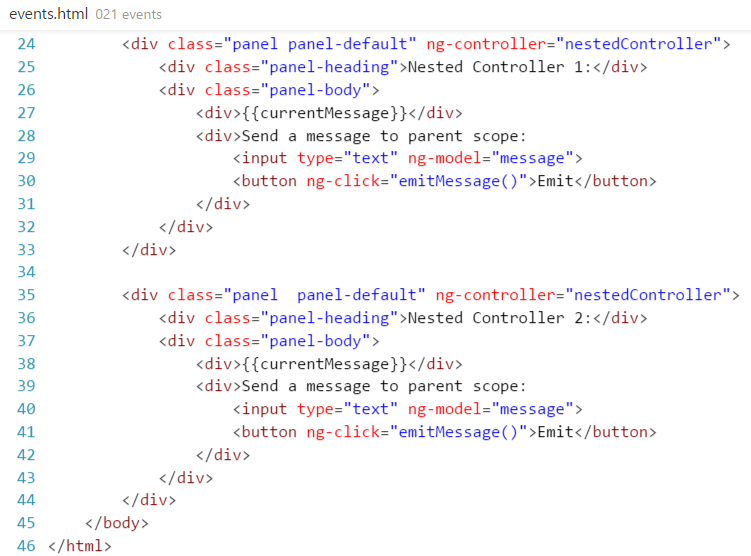 events.html 021 events
24         <div class="panel panel-default" ng-controller="nestedController">
25             <div class="panel-heading">Nested Controller 1:</div>
26             <div class="panel-body">
27                 <div>{{currentMessage}}</div>
28                 <div>Send a message to parent scope:
29                     <input type="text" ng-model="message">
30                     <button ng-click="emitMessage()">Emit</button>
31                 </div>
32             </div>
33         </div>
34
35         <div class="panel  panel-default" ng-controller="nestedController">
36             <div class="panel-heading">Nested Controller 2:</div>
37             <div class="panel-body">
38                 <div>{{currentMessage}}</div>
39                 <div>Send a message to parent scope:
40                     <input type="text" ng-model="message">
41                     <button ng-click="emitMessage()">Emit</button>
42                 </div>
43             </div>
44         </div>
45     </body>
46 </html>